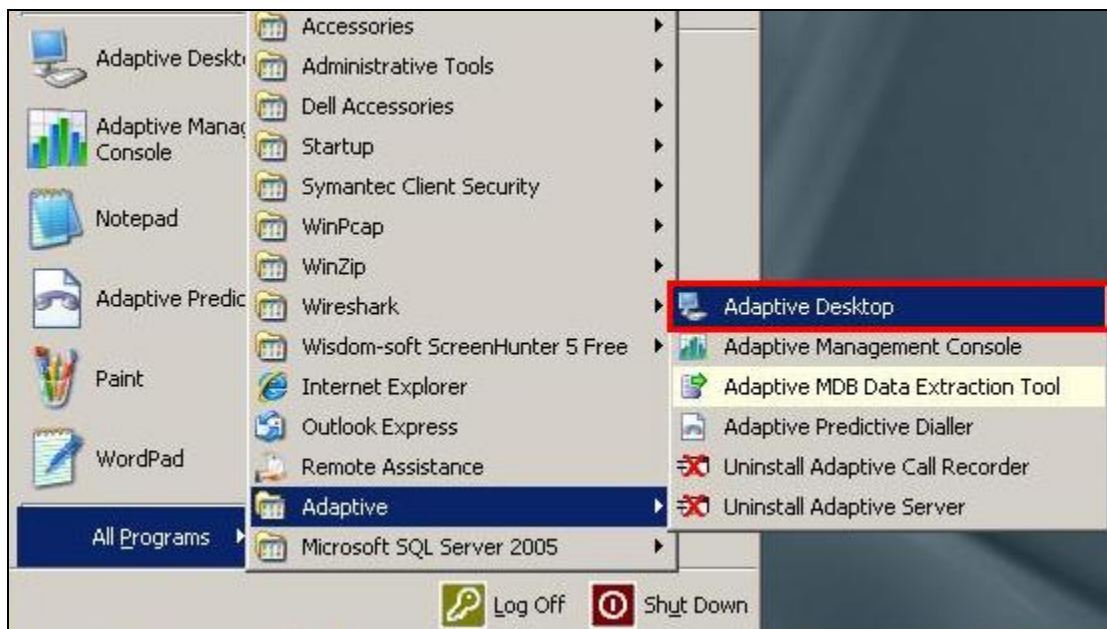 Adaptive Deskt
Adaptive Manag
Console
Notepad
Adaptive Predic
Paint
WordPad
All Programs
Accessories
Administrative Tools
Dell Accessories
Startup
Symantec Client Security
WinPcap
WinZip
Wireshark
Wisdom-soft ScreenHunter 5 Free
Internet Explorer
Outlook Express
Remote Assistance
Adaptive
Microsoft SQL Server 2005
Adaptive Desktop
Adaptive Management Console
Adaptive MDB Data Extraction Tool
Adaptive Predictive Dialler
Uninstall Adaptive Call Recorder
Uninstall Adaptive Server
Log Off
Shut Down